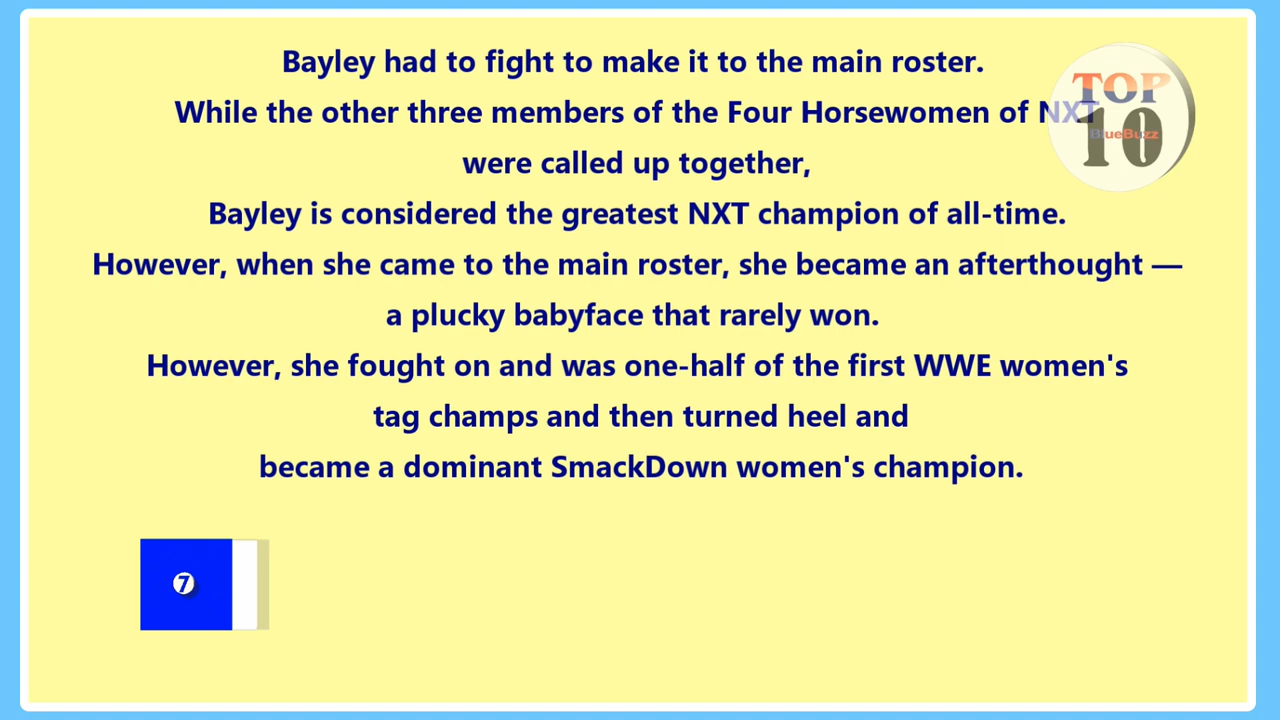 Bayley had to fight to make it to the main roster.
While the other three members of the Four Horsewomen of NXT
were called up together,
Bayley is considered the greatest NXT champion of all-time.
However, when she came to the main roster, she became an afterthought —
a plucky babyface that rarely won.
However, she fought on and was one-half of the first WWE women's
tag champs and then turned heel and
became a dominant SmackDown women's champion.
TOP
10
BlueBuzz
7